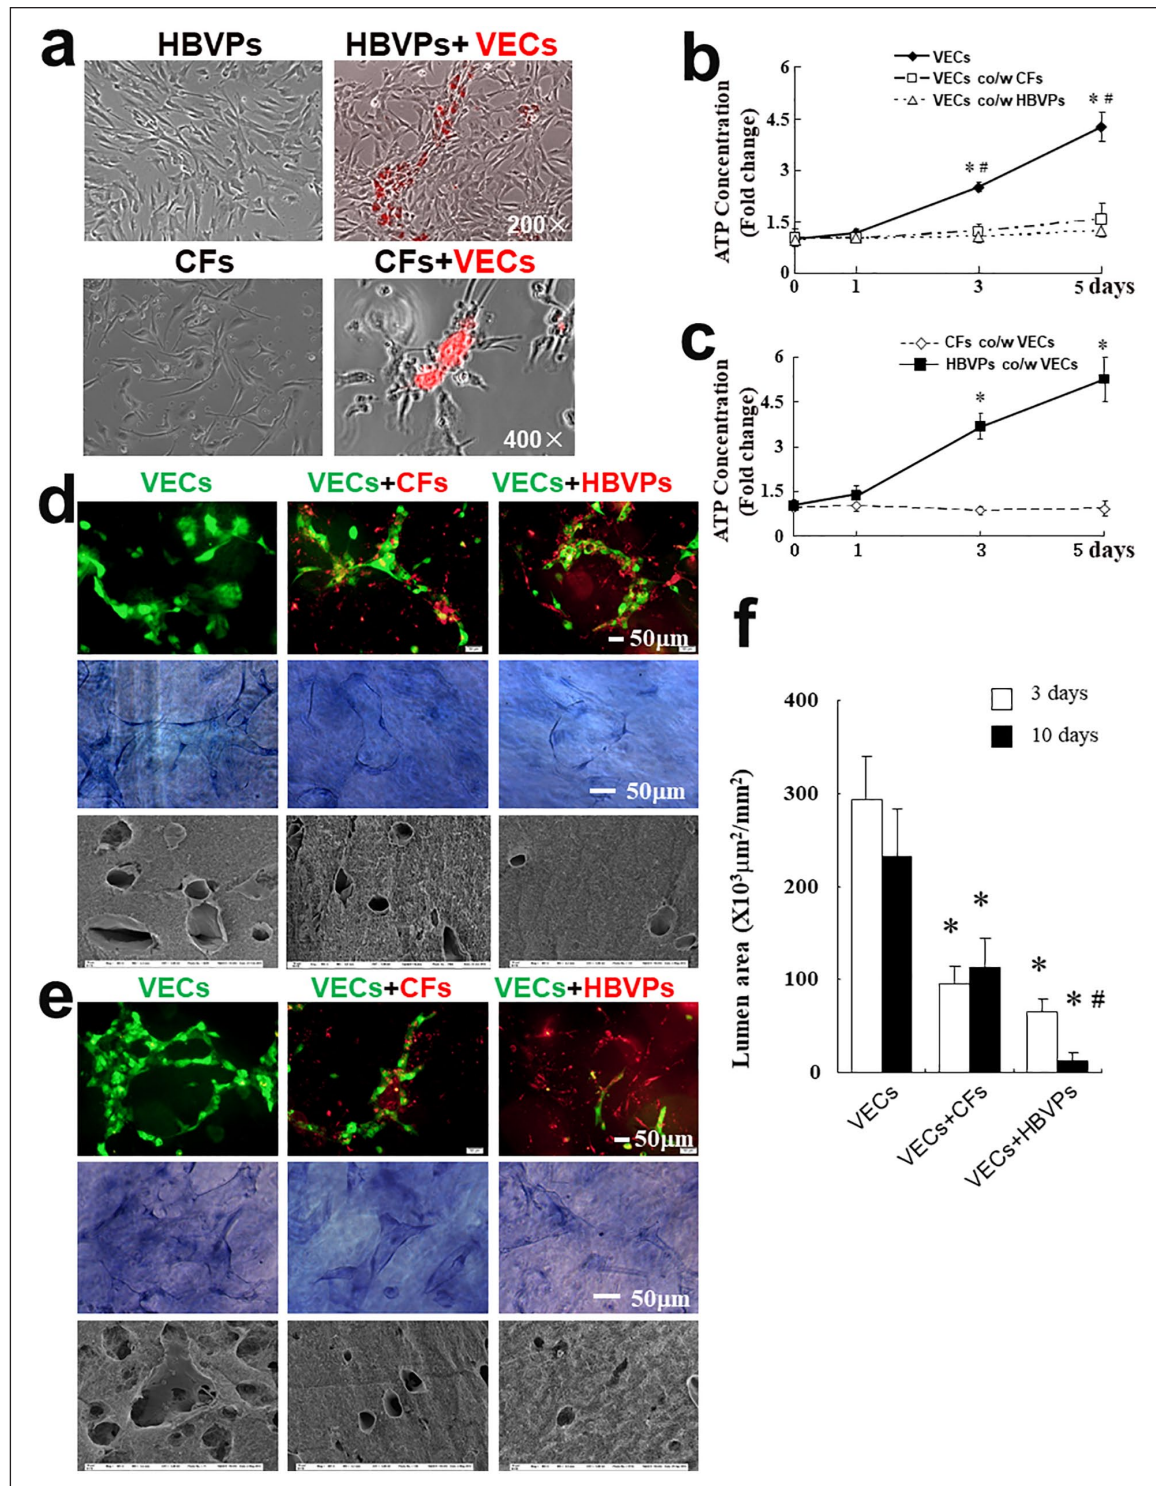 a
HBVPs
HBVPs+ VECs
200×
CFs
CFs+VECs
400×
b
6
4.5
3
1.5
0
ATP Concentration
(Fold change)
VECs
VECs co/w CFs
VECs co/w HBVPs
* #
* #
0 1 3 5 days
c
6
4.5
3
1.5
0
ATP Concentration
(Fold change)
CFs co/w VECs
HBVPs co/w VECs
*
*
0 1 3 5 days
d
VECs
VECs+CFs
VECs+HBVPs
50μm
50μm
e
VECs
VECs+CFs
VECs+HBVPs
50μm
50μm
f
400
300
200
100
0
Lumen area (X10³μm²/mm²)
3 days
10 days
*
*
*
* #
VECs
VECs+CFs
VECs+HBVPs